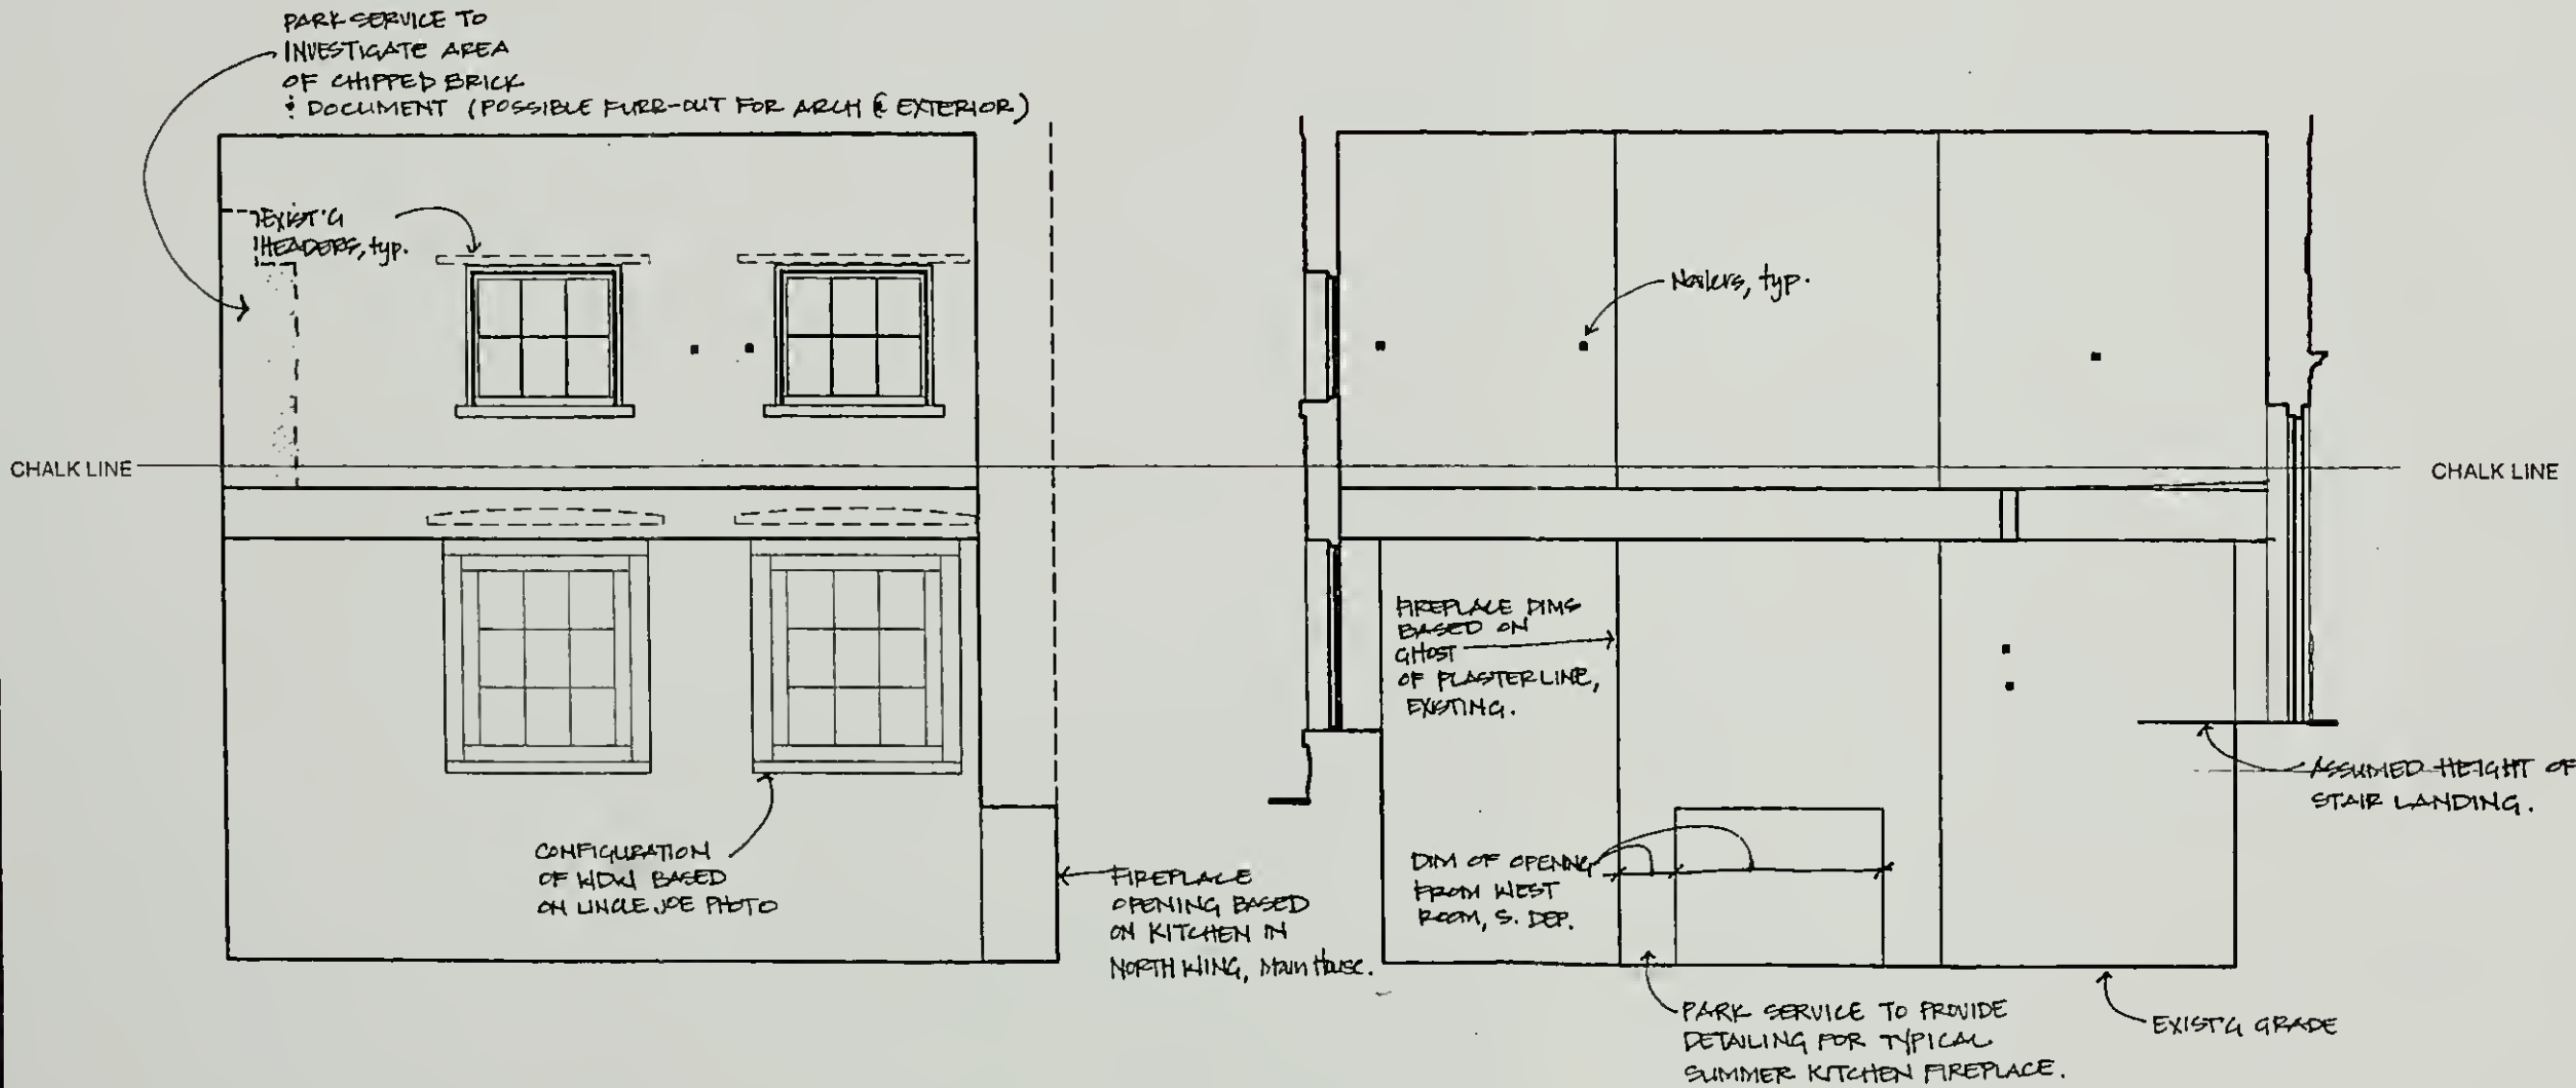 PARK SERVICE TO
INVESTIGATE AREA
OF CHIPPED BRICK
& DOCUMENT (POSSIBLE FURR-OUT FOR ARCH @ EXTERIOR)
EXIST'G
HEADERS, typ.
Nailers, typ.
CHALK LINE
CHALK LINE
FIREPLACE DIMS
BASED ON
GHOST
OF PLASTER LINE,
EXISTING.
ASSUMED HEIGHT OF
STAIR LANDING.
CONFIGURATION
OF WDW BASED
ON UNCLE JOE PHOTO
FIREPLACE
OPENING BASED
ON KITCHEN IN
NORTH WING, Main House.
DIM OF OPENNG
FROM WEST
ROOM, S. DEP.
PARK SERVICE TO PROVIDE
DETAILING FOR TYPICAL
SUMMER KITCHEN FIREPLACE.
EXIST'G GRADE